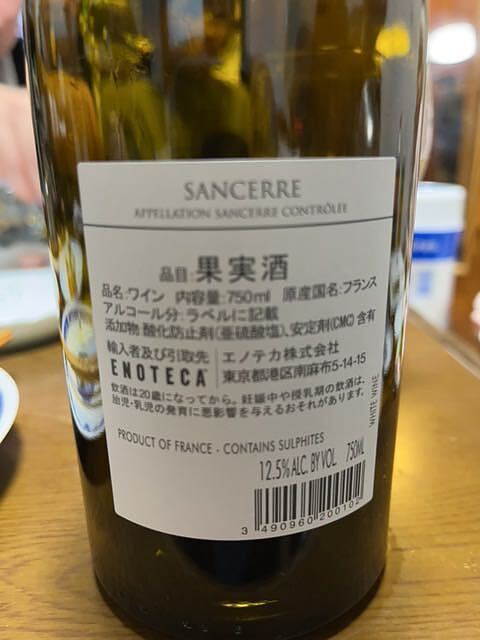 SANCERRE
APPELLATION SANCERRE CONTRÔLÉE
品目:果実酒
品名:ワイン 内容量:750ml 原産国名:フランス
アルコール分:ラベルに記載
添加物:酸化防止剤(亜硫酸塩)、安定剤(CMC)含有
輸入者及び引取先 エノテカ株式会社
ENOTECA 東京都港区南麻布5-14-15
飲酒は20歳になってから。妊娠中や授乳期の飲酒は、
胎児・乳児の発育に悪影響を与えるおそれがあります。
WHITE WINE
PRODUCT OF FRANCE - CONTAINS SULPHITES
12.5% ALC. BY VOL. 750ML
3 490960 200102